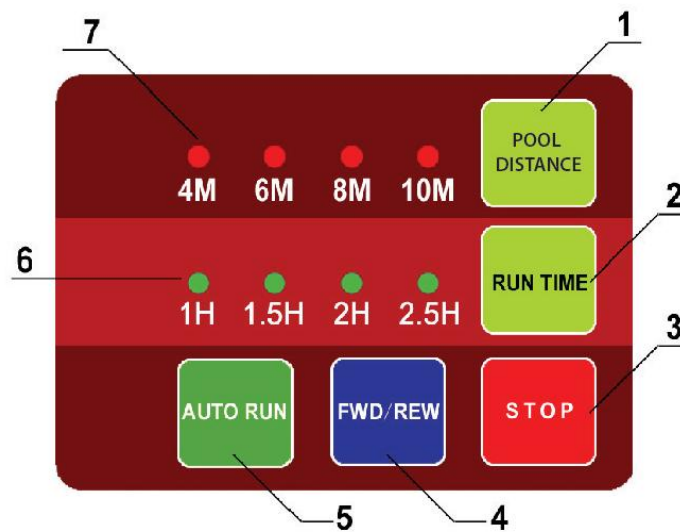 7
1
4M 6M 8M 10M
POOL
DISTANCE
2
6
1H 1.5H 2H 2.5H
RUN TIME
3
AUTO RUN
FWD/REW
STOP
5
4